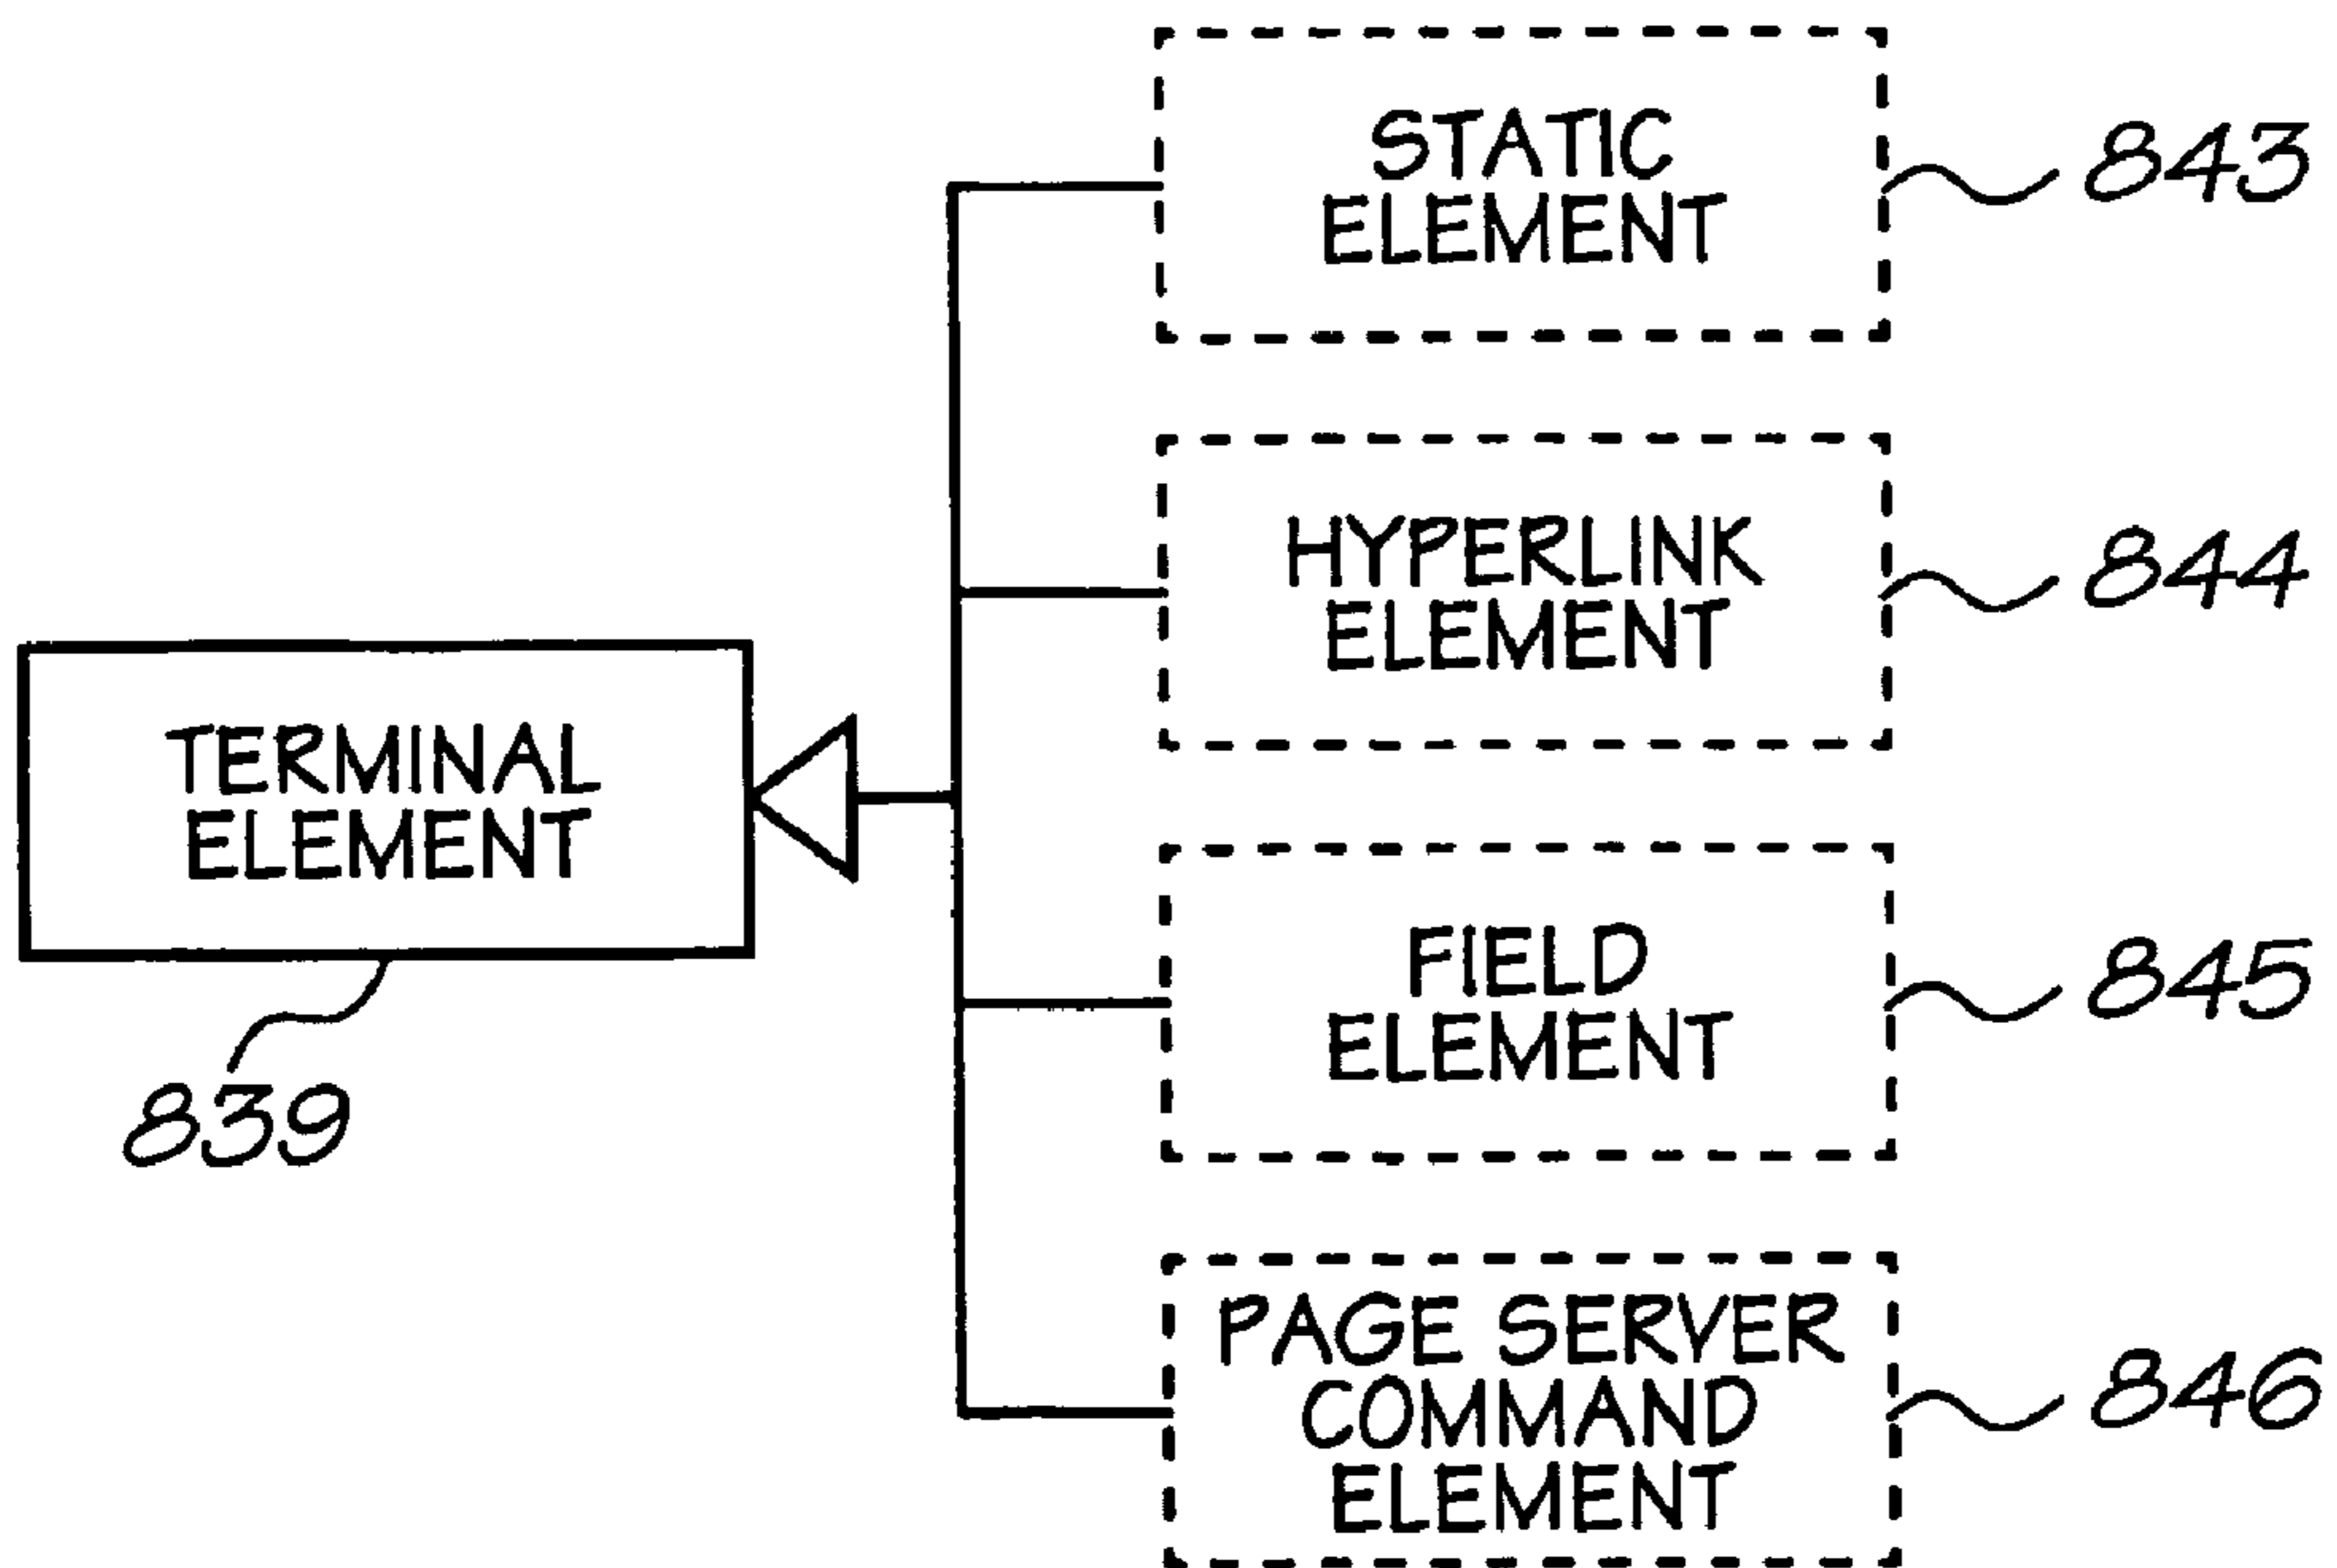 STATIC
ELEMENT
843
HYPERLINK
ELEMENT
844
TERMINAL
ELEMENT
839
FIELD
ELEMENT
845
PAGE SERVER
COMMAND
ELEMENT
846